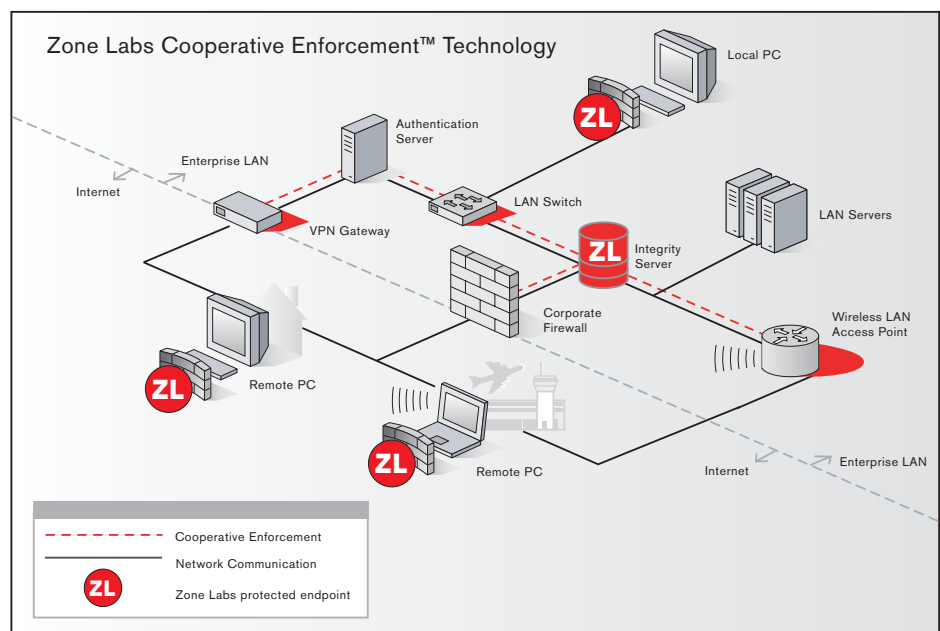 Zone Labs Cooperative Enforcement™ Technology
Local PC
ZL
Authentication
Server
Enterprise LAN
Internet
LAN Switch
LAN Servers
VPN Gateway
ZL
Integrity
Server
Corporate
Firewall
Wireless LAN
Access Point
ZL
Remote PC
ZL
Remote PC
Internet
Enterprise LAN
Cooperative Enforcement
Network Communication
ZL
Zone Labs protected endpoint